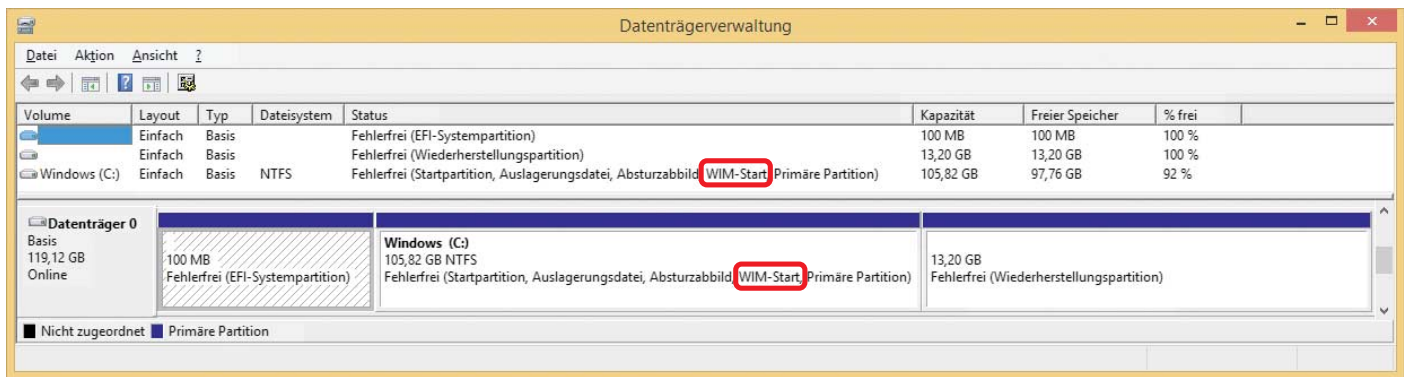 Datenträgerverwaltung
Datei Aktion Ansicht ?
Volume Layout Typ Dateisystem Status Kapazität Freier Speicher % frei
Einfach Basis Fehlerfrei (EFI-Systempartition) 100 MB 100 MB 100 %
Einfach Basis Fehlerfrei (Wiederherstellungspartition) 13,20 GB 13,20 GB 100 %
Windows (C:) Einfach Basis NTFS Fehlerfrei (Startpartition, Auslagerungsdatei, Absturzabbild, WIM-Start, Primäre Partition) 105,82 GB 97,76 GB 92 %
Datenträger 0
Basis
119,12 GB
Online
100 MB
Fehlerfrei (EFI-Systempartition)
Windows (C:)
105,82 GB NTFS
Fehlerfrei (Startpartition, Auslagerungsdatei, Absturzabbild, WIM-Start, Primäre Partition)
13,20 GB
Fehlerfrei (Wiederherstellungspartition)
Nicht zugeordnet Primäre Partition